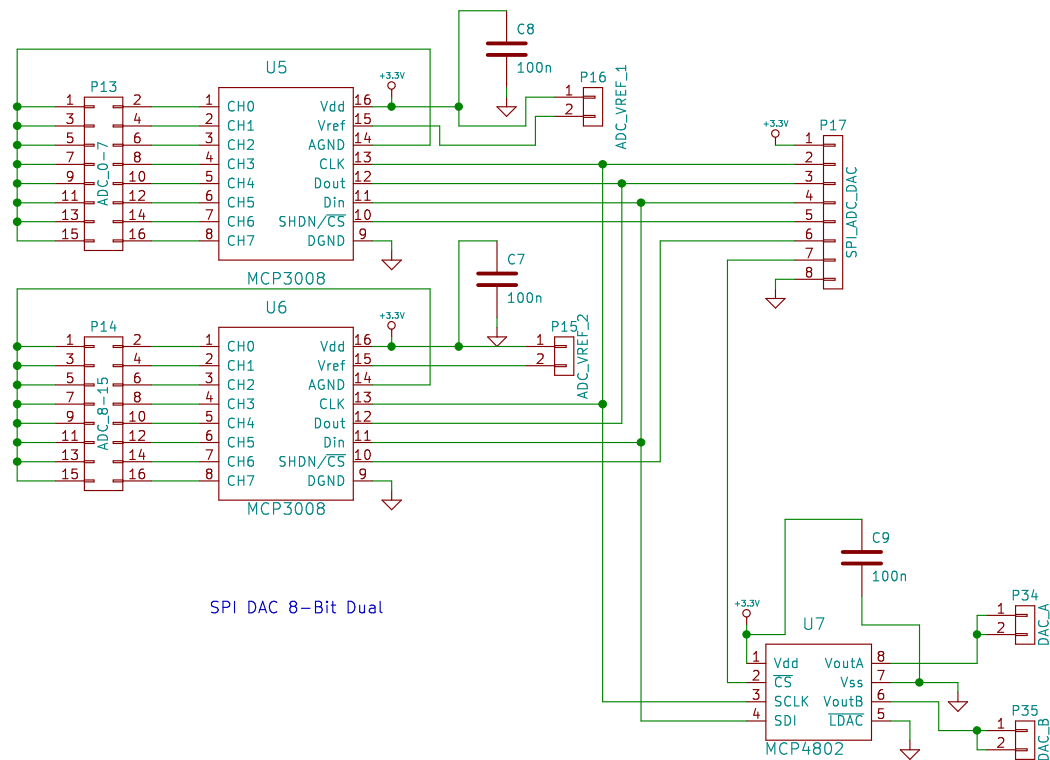 C8
100n
+3.3V
U5
P13
P16
ADC_VREF_1
1 2 1 CH0 Vdd 16 1
3 4 2 CH1 Vref 15 2
5 6 3 CH2 AGND 14
7 8 4 CH3 CLK 13
9 10 5 CH4 Dout 12
11 12 6 CH5 Din 11
13 14 7 CH6 SHDN/CS 10
15 16 8 CH7 DGND 9
ADC_0-7
MCP3008
+3.3V
P17
1
2
3
4
5
6
7
8
SPI_ADC_DAC
C7
100n
+3.3V
U6
P14
P15
ADC_VREF_2
1 2 1 CH0 Vdd 16 1
3 4 2 CH1 Vref 15 2
5 6 3 CH2 AGND 14
7 8 4 CH3 CLK 13
9 10 5 CH4 Dout 12
11 12 6 CH5 Din 11
13 14 7 CH6 SHDN/CS 10
15 16 8 CH7 DGND 9
ADC_8-15
MCP3008
SPI DAC 8-Bit Dual
C9
100n
+3.3V
U7
1 Vdd VoutA 8
2 CS Vss 7
3 SCLK VoutB 6
4 SDI LDAC 5
MCP4802
P34
1
2
DAC_A
P35
1
2
DAC_B